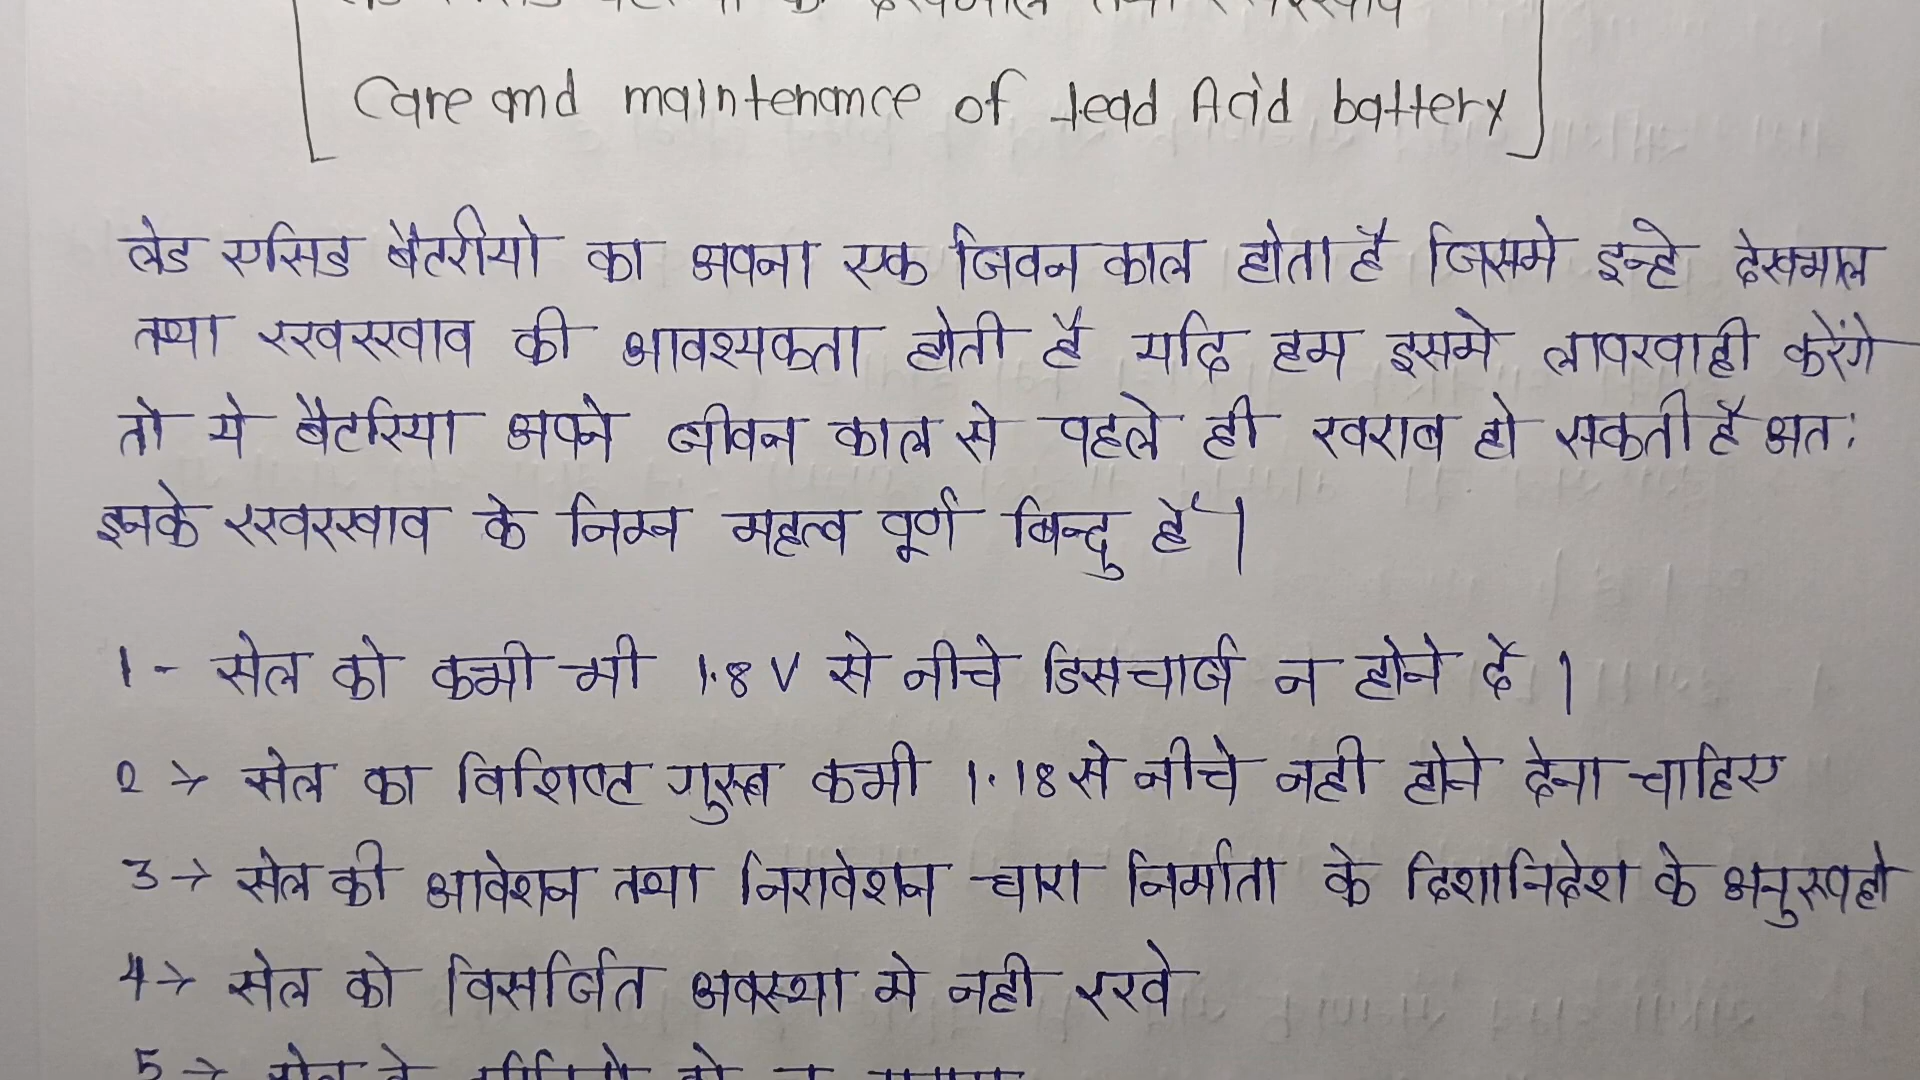 Care and maintenance of lead Acid battery
लेड एसिड बैटरीयो का अपना एक जिवन काल होता है जिसमे इन्हे देखभाल
तथा रखरखाव की आवश्यकता होती है यदि हम इसमे लापरवाही करेंगे
तो ये बैटरिया अपने जीवन काल से पहले ही खराब हो सकती है अतः
इनके रखरखाव के निम्न महत्व पूर्ण बिन्दु हैं।
1- सेल को कभी भी 1.8 V से नीचे डिसचार्ज न होने दें।
2 → सेल का विशिष्ट गुरुत्व कभी 1.18 से नीचे नही होने देना चाहिए
3 → सेल की आवेशन तथा निरावेशन धारा निर्माता के दिशानिर्देश के अनुरूप हो
4 → सेल को विसर्जित अवस्था मे नही रखे
5 →